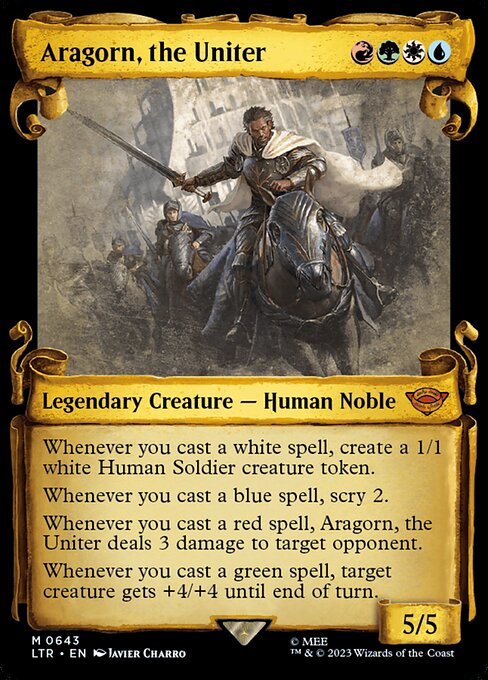 Aragorn, the Uniter
Legendary Creature — Human Noble
Whenever you cast a white spell, create a 1/1
white Human Soldier creature token.
Whenever you cast a blue spell, scry 2.
Whenever you cast a red spell, Aragorn, the
Uniter deals 3 damage to target opponent.
Whenever you cast a green spell, target
creature gets +4/+4 until end of turn.
5/5
M 0643
LTR • EN Javier Charro
© MEE
™ & © 2023 Wizards of the Coast